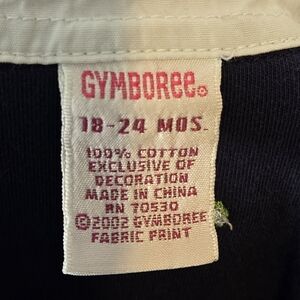 GYMBOREE®
18-24 MOS.
100% COTTON
EXCLUSIVE OF
DECORATION
MADE IN CHINA
RN 70530
©2002 GYMBOREE
FABRIC PRINT